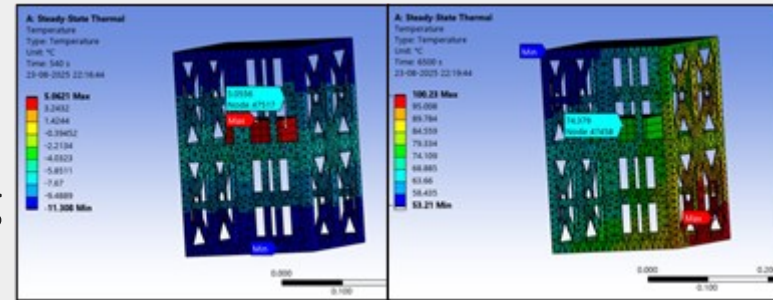 A: Steady-State Thermal
Temperature
Type: Temperature
Unit: °C
Time: 540 s
23-08-2025 22:16:44
5.0621 Max
3.2432
1.4244
-0.39452
-2.2134
-4.0323
-5.8511
-7.67
-9.4889
-11.308 Min
Node 47517
Max
Min
0.000
0.100
A: Steady-State Thermal
Temperature
Type: Temperature
Unit: °C
Time: 6500 s
23-08-2025 22:19:44
100.23 Max
95.008
89.784
84.559
79.334
74.109
68.885
63.66
58.435
53.21 Min
Min
74.379
Node 47458
Max
0.000
0.100